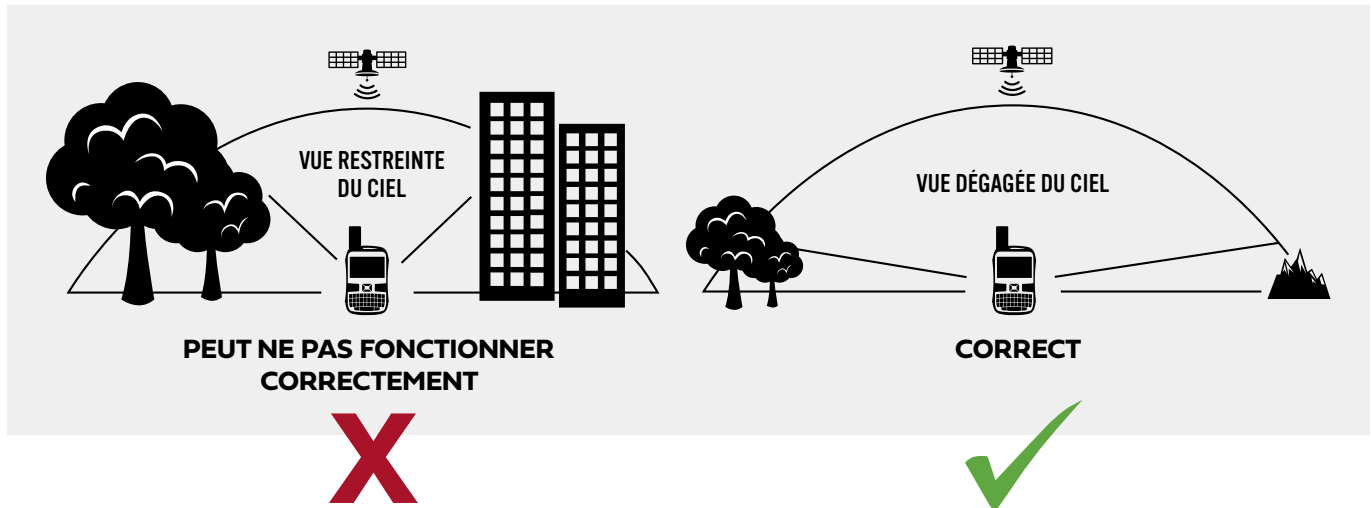 VUE RESTREINTE
DU CIEL
PEUT NE PAS FONCTIONNER
CORRECTEMENT
VUE DÉGAGÉE DU CIEL
CORRECT